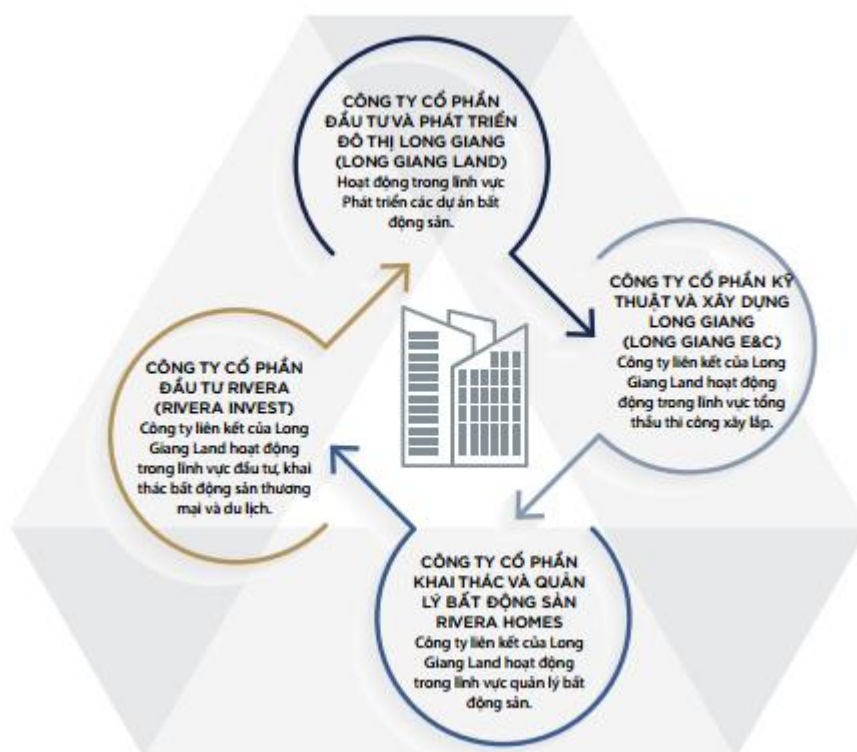 CÔNG TY CỔ PHẦN
ĐẦU TƯ VÀ PHÁT TRIỂN
ĐÔ THỊ LONG GIANG
(LONG GIANG LAND)
Hoạt động trong lĩnh vực
Phát triển các dự án bất
động sản.
CÔNG TY CỔ PHẦN KỸ
THUẬT VÀ XÂY DỤNG
LONG GIANG
(LONG GIANG E&C)
Công ty liên kết của Long
Giang Land hoạt động
động trong lĩnh vực tổng
thầu thi công xây lắp.
CÔNG TY CỔ PHẦN
KHAI THÁC VÀ QUẢN
LÝ BẤT ĐỘNG SẢN
RIVERA HOMES
Công ty liên kết của Long
Giang Land hoạt động
trong lĩnh vực quản lý bất
động sản.
CÔNG TY CỔ PHẦN
ĐẦU TƯ RIVERA
(RIVERA INVEST)
Công ty liên kết của Long
Giang Land hoạt động
trong lĩnh vực đầu tư, khai
thác bất động sản thương
mại và du lịch.